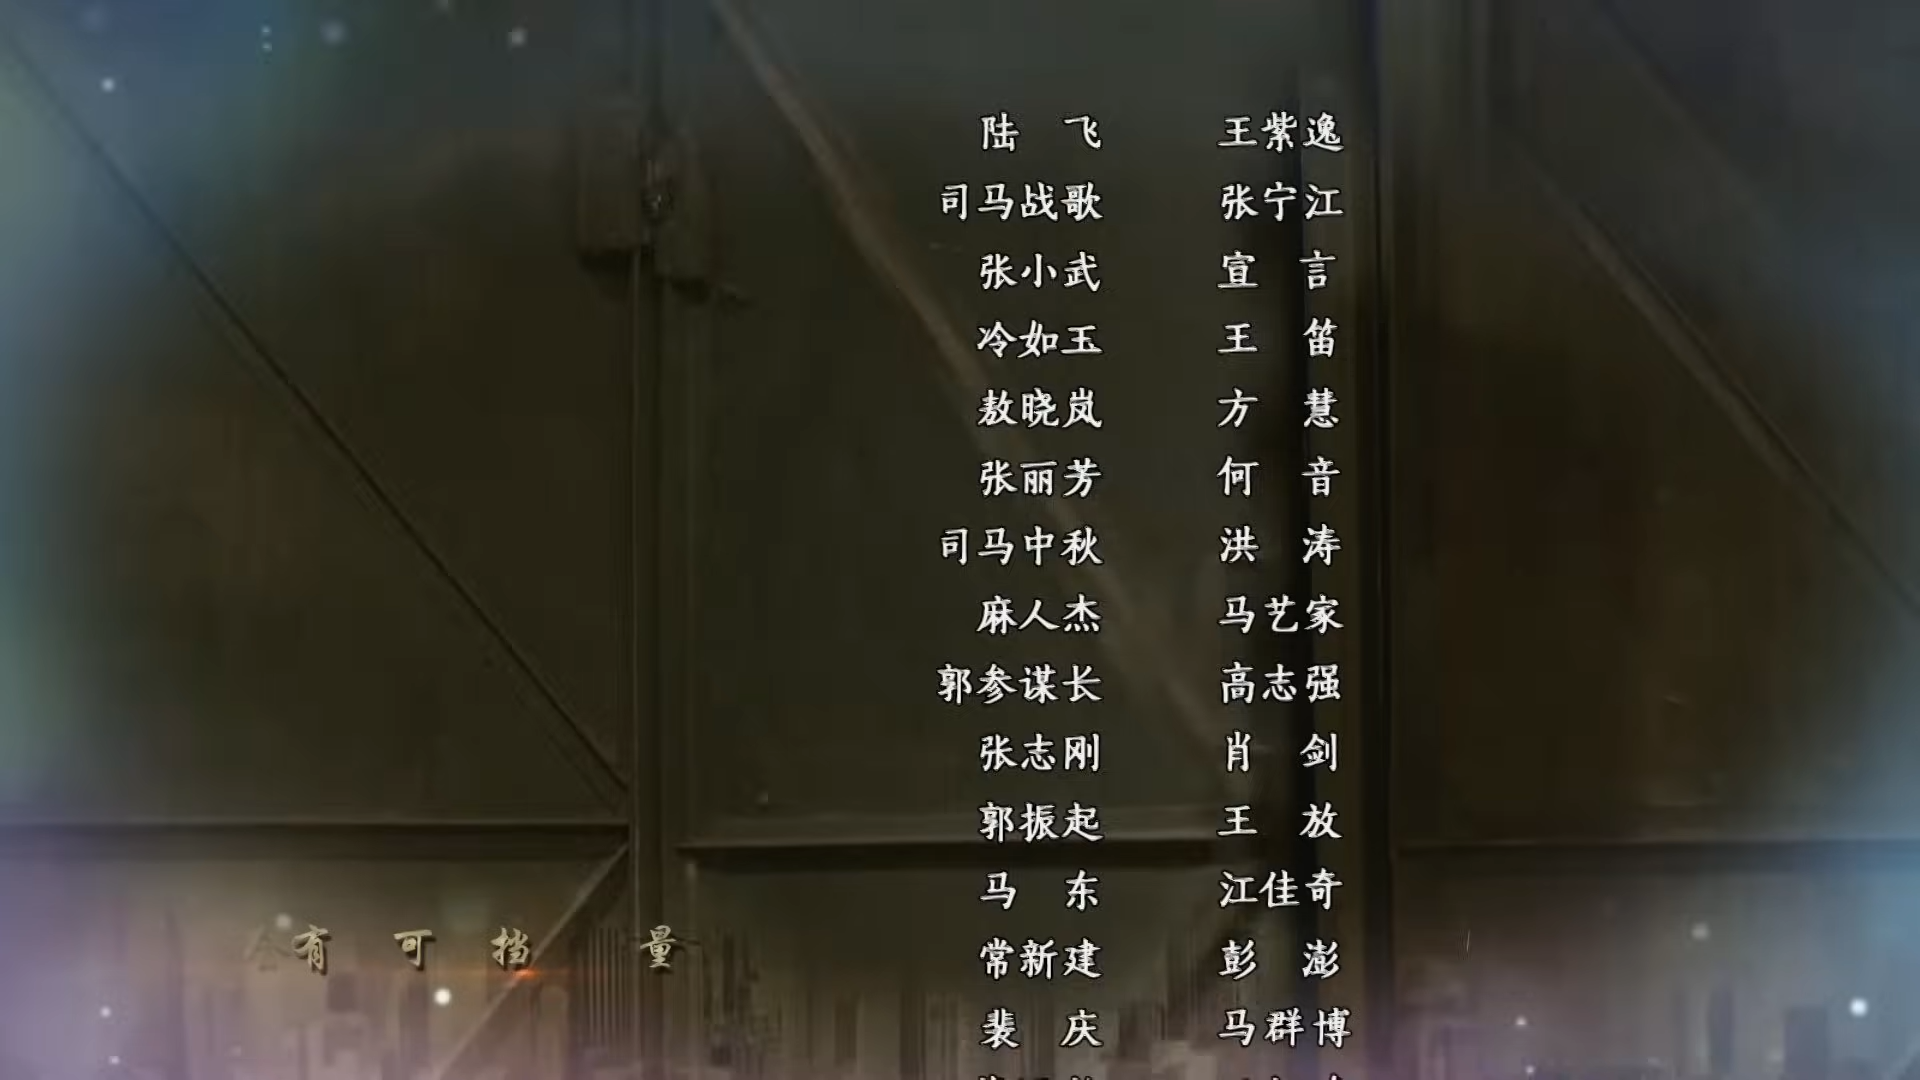 陆 飞 王紫逸
司马战歌 张宁江
张小武 宣 言
冷如玉 王 笛
敖晓岚 方 慧
张丽芳 何 音
司马中秋 洪 涛
麻人杰 马艺家
郭参谋长 高志强
张志刚 肖 剑
郭振起 王 放
马 东 江佳奇
常新建 彭 澎
裴 庆 马群博
有 可 挡 量